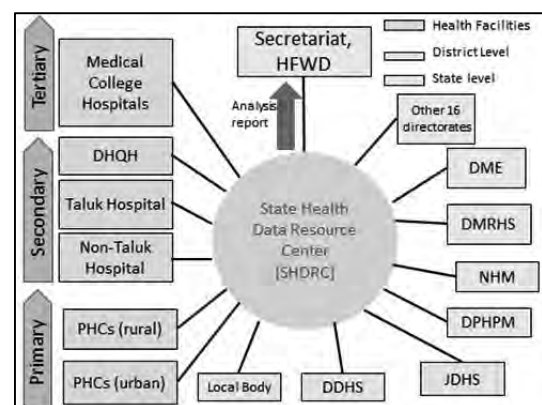 Tertiary
Secondary
Primary
Medical
College
Hospitals
DHQH
Taluk Hospital
Non-Taluk
Hospital
PHCs (rural)
PHCs (urban)
Secretariat,
HFWD
Analysis
report
State Health
Data Resource
Center
(SHDRC)
Health Facilities
District Level
State level
Other 16
directorates
DME
DMRHS
NHM
DPHPM
JDHS
DDHS
Local Body